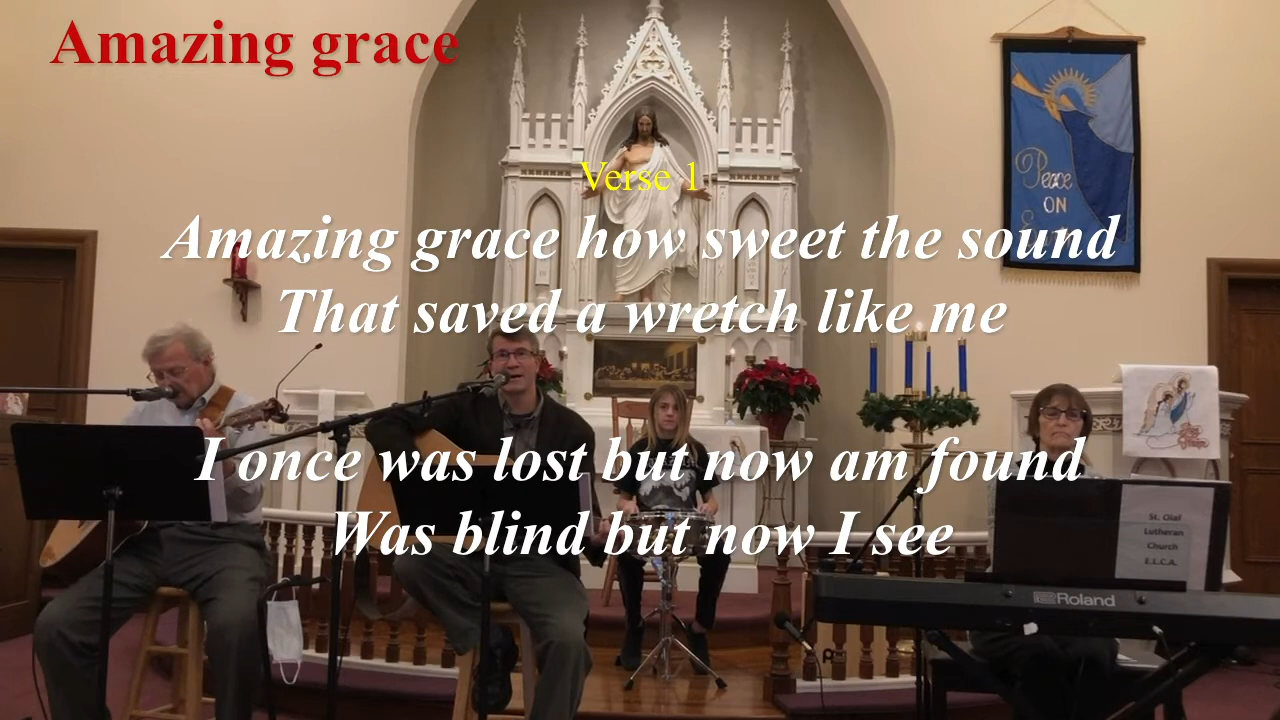 Amazing grace
Verse 1
Amazing grace how sweet the sound
That saved a wretch like me
I once was lost but now am found
Was blind but now I see
Peace
ON
St. Olaf
Lutheran
Church
E.L.C.A.
Roland